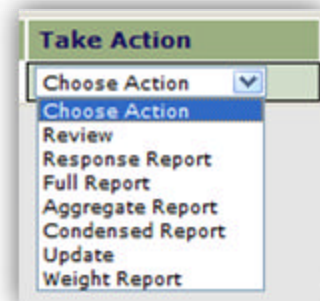 Take Action
Choose Action
Choose Action
Review
Response Report
Full Report
Aggregate Report
Condensed Report
Update
Weight Report